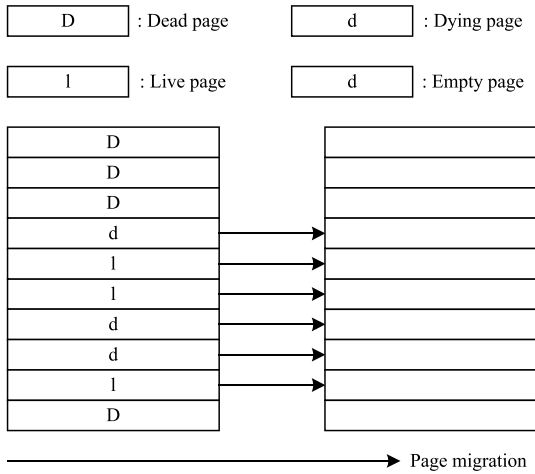 D : Dead page
d : Dying page
l : Live page
d : Empty page
D
D
D
d
l
l
d
d
l
D
Page migration